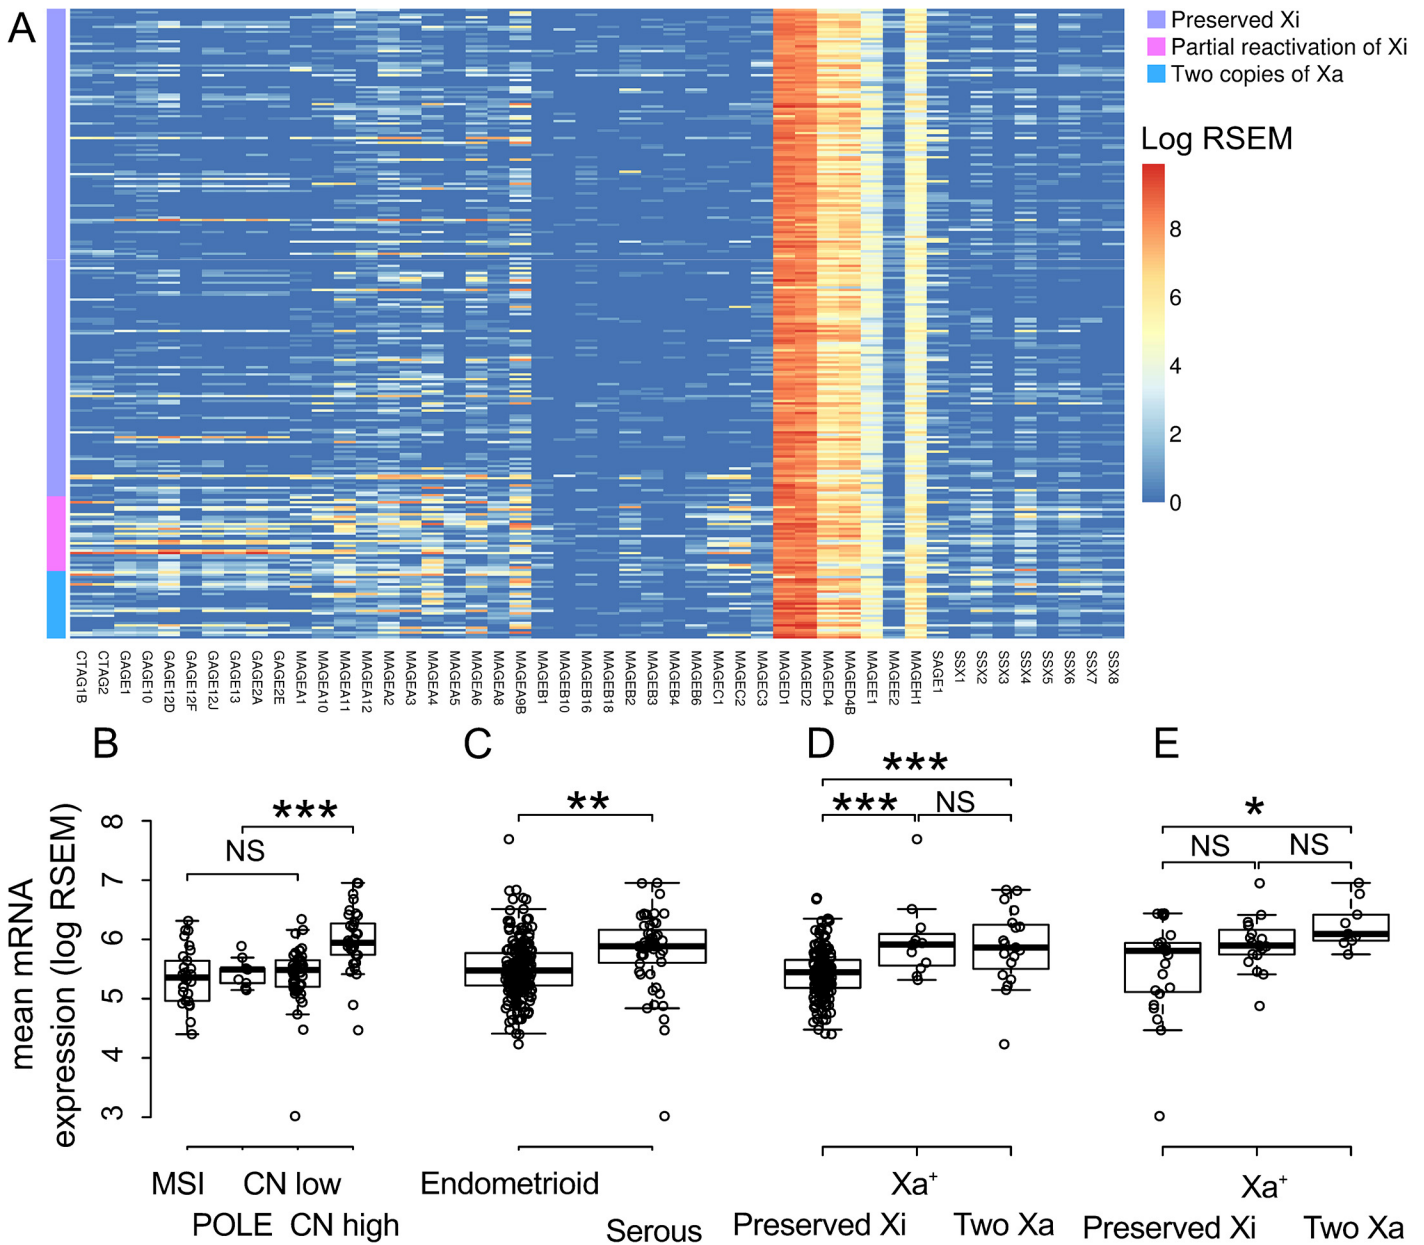 A
Preserved Xi
Partial reactivation of Xi
Two copies of Xa
Log RSEM
8
6
4
2
0
CTAG1B
CTAG2
GAGE1
GAGE10
GAGE12D
GAGE12F
GAGE12J
GAGE13
GAGE2A
GAGE2E
MAGEA1
MAGEA10
MAGEA11
MAGEA12
MAGEA2
MAGEA3
MAGEA4
MAGEA5
MAGEA6
MAGEA8
MAGEA9B
MAGEB1
MAGEB10
MAGEB16
MAGEB18
MAGEB2
MAGEB3
MAGEB4
MAGEB6
MAGEC1
MAGEC2
MAGEC3
MAGED1
MAGED2
MAGED4
MAGED4B
MAGEE1
MAGEE2
MAGEH1
SAGE1
SSX1
SSX2
SSX3
SSX4
SSX5
SSX6
SSX7
SSX8
B
C
D
E
mean mRNA
expression (log RSEM)
8
7
6
5
4
3
***
NS
MSI
POLE
CN low
CN high
**
Endometrioid
Serous
***
***
NS
Preserved Xi
Xa⁺
Two Xa
*
NS
NS
Preserved Xi
Xa⁺
Two Xa